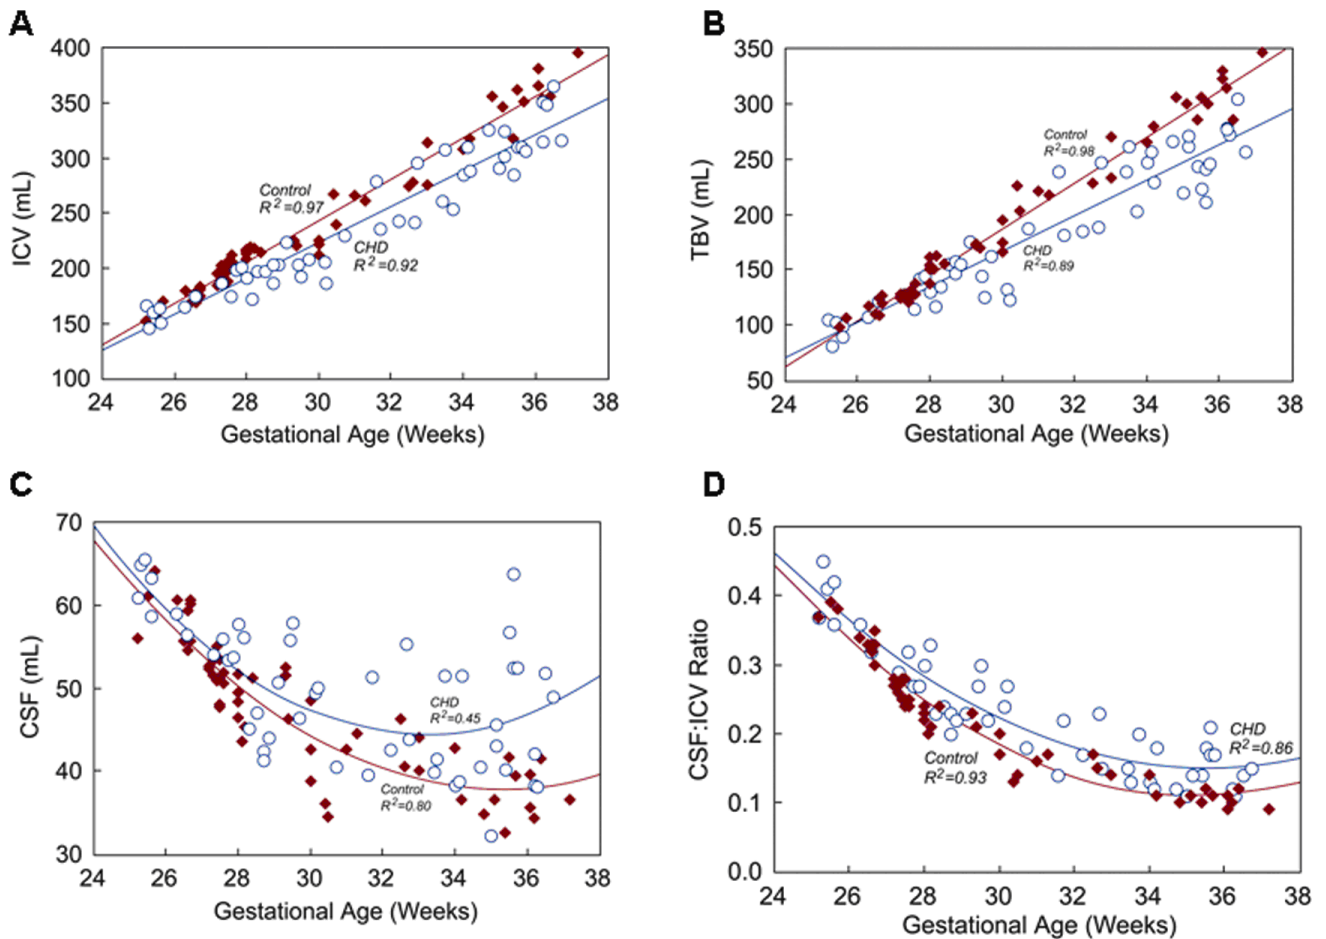 A
400
350
300
250
200
150
100
ICV (mL)
Control
R²=0.97
CHD
R²=0.92
24 26 28 30 32 34 36 38
Gestational Age (Weeks)
B
350
300
250
200
150
100
50
TBV (mL)
Control
R²=0.98
CHD
R²=0.89
24 26 28 30 32 34 36 38
Gestational Age (Weeks)
C
70
60
50
40
30
CSF (mL)
CHD
R²=0.45
Control
R²=0.80
24 26 28 30 32 34 36 38
Gestational Age (Weeks)
D
0.5
0.4
0.3
0.2
0.1
0.0
CSF:ICV Ratio
CHD
R²=0.86
Control
R²=0.93
24 26 28 30 32 34 36 38
Gestational Age (Weeks)